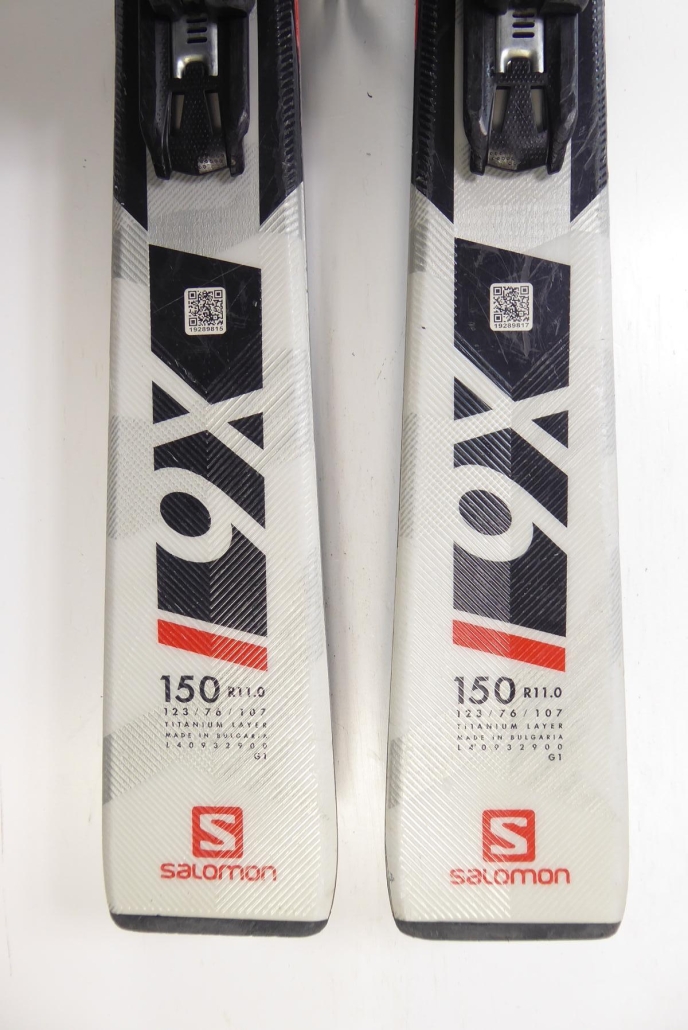 19289815
X6
150 R11.0
123 / 76 / 107
TITANIUM LAYER
MADE IN BULGARIA
L40932900
G1
S
salomon
19289817
X6
150 R11.0
123 / 76 / 107
TITANIUM LAYER
MADE IN BULGARIA
L40932900
G1
S
salomon